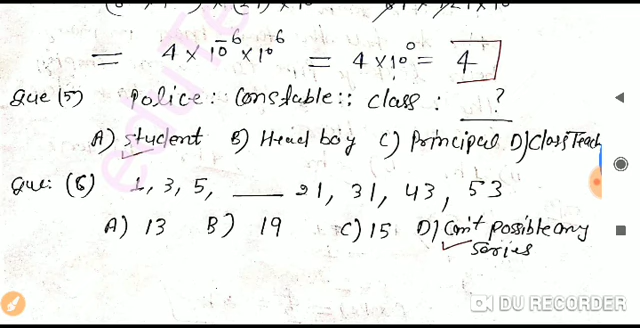 = 4 × 10⁻⁶ × 10⁶ = 4 × 10⁰ = 4
Que (5) Police : Constable :: Class : ?
A) Student B) Head boy C) Principal D) Class Teach
Que: (6) 1, 3, 5, ___ 21, 31, 43, 53
A) 13 B) 19 C) 15 D) Can't possible any
series
DU RECORDER